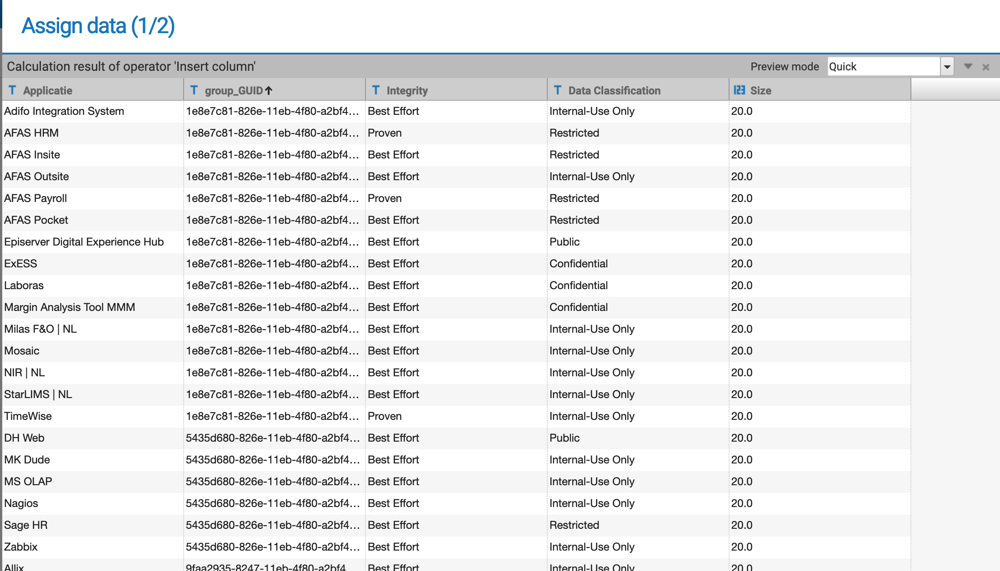 Assign data (1/2)
Calculation result of operator 'Insert column' Preview mode Quick
Applicatie group_GUID Integrity Data Classification Size
Adifo Integration System 1e8e7c81-826e-11eb-4f80-a2bf4... Best Effort Internal-Use Only 20.0
AFAS HRM 1e8e7c81-826e-11eb-4f80-a2bf4... Proven Restricted 20.0
AFAS Insite 1e8e7c81-826e-11eb-4f80-a2bf4... Best Effort Restricted 20.0
AFAS Outsite 1e8e7c81-826e-11eb-4f80-a2bf4... Best Effort Internal-Use Only 20.0
AFAS Payroll 1e8e7c81-826e-11eb-4f80-a2bf4... Proven Restricted 20.0
AFAS Pocket 1e8e7c81-826e-11eb-4f80-a2bf4... Best Effort Restricted 20.0
Episerver Digital Experience Hub 1e8e7c81-826e-11eb-4f80-a2bf4... Best Effort Public 20.0
ExESS 1e8e7c81-826e-11eb-4f80-a2bf4... Best Effort Confidential 20.0
Laboras 1e8e7c81-826e-11eb-4f80-a2bf4... Best Effort Confidential 20.0
Margin Analysis Tool MMM 1e8e7c81-826e-11eb-4f80-a2bf4... Best Effort Confidential 20.0
Milas F&O | NL 1e8e7c81-826e-11eb-4f80-a2bf4... Best Effort Internal-Use Only 20.0
Mosaic 1e8e7c81-826e-11eb-4f80-a2bf4... Best Effort Internal-Use Only 20.0
NIR | NL 1e8e7c81-826e-11eb-4f80-a2bf4... Best Effort Internal-Use Only 20.0
StarLIMS | NL 1e8e7c81-826e-11eb-4f80-a2bf4... Best Effort Internal-Use Only 20.0
TimeWise 1e8e7c81-826e-11eb-4f80-a2bf4... Proven Internal-Use Only 20.0
DH Web 5435d680-826e-11eb-4f80-a2bf4... Best Effort Public 20.0
MK Dude 5435d680-826e-11eb-4f80-a2bf4... Best Effort Internal-Use Only 20.0
MS OLAP 5435d680-826e-11eb-4f80-a2bf4... Best Effort Internal-Use Only 20.0
Nagios 5435d680-826e-11eb-4f80-a2bf4... Best Effort Internal-Use Only 20.0
Sage HR 5435d680-826e-11eb-4f80-a2bf4... Best Effort Restricted 20.0
Zabbix 5435d680-826e-11eb-4f80-a2bf4... Best Effort Internal-Use Only 20.0
Allix 9faa2935-8247-11eb-4f80-a2bf4 Best Effort Internal-Use Only 20.0